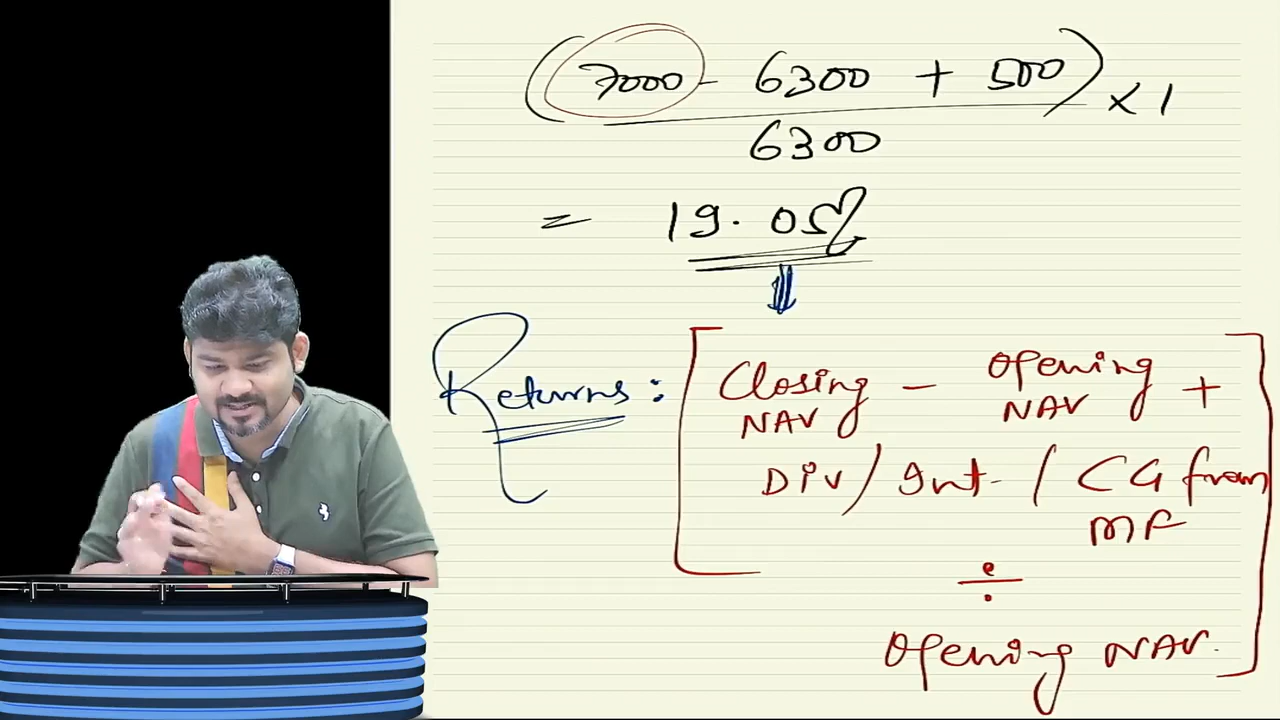 (7000 - 6300 + 500) × 1
6300
= 19.05%
Returns: [Closing NAV - Opening NAV +
Div / Int. / CG from MF
÷
Opening NAV.]